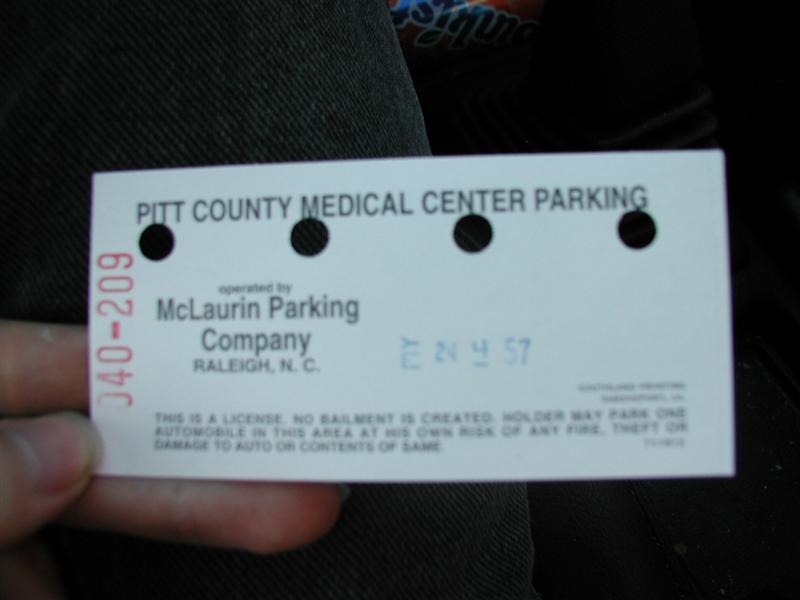 PITT COUNTY MEDICAL CENTER PARKING
040-209
operated by
McLaurin Parking
Company
RALEIGH, N. C.
24 4 57
SOUTHLAND PRINTING
THIS IS A LICENSE. NO BAILMENT IS CREATED. HOLDER MAY PARK ONE
AUTOMOBILE IN THIS AREA AT HIS OWN RISK OF ANY FIRE, THEFT OR
DAMAGE TO AUTO OR CONTENTS OF SAME.